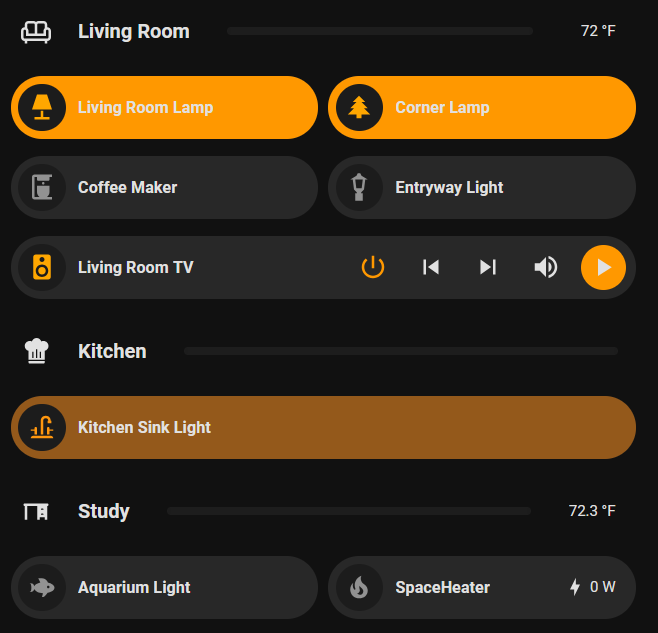 Living Room 72 °F
Living Room Lamp Corner Lamp
Coffee Maker Entryway Light
Living Room TV
Kitchen
Kitchen Sink Light
Study 72.3 °F
Aquarium Light SpaceHeater 0 W